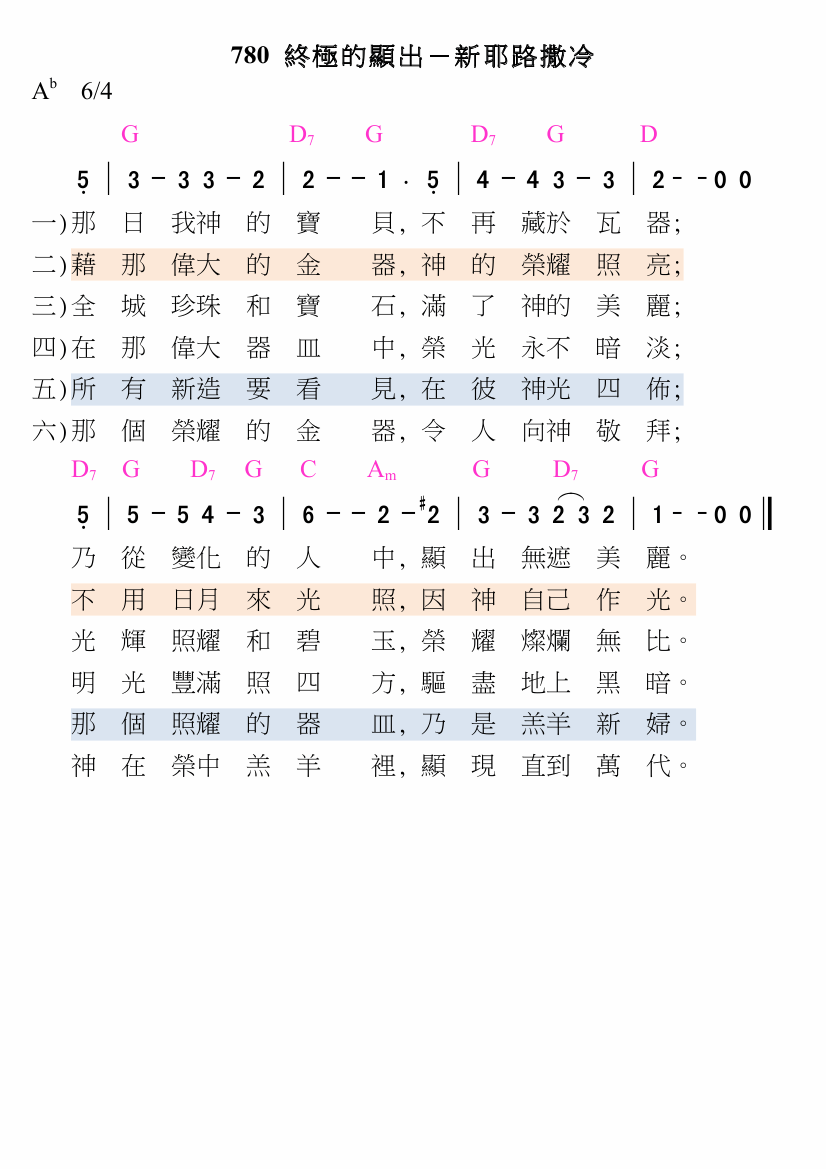 780 終極的顯出－新耶路撒冷
Ab 6/4
G D7 G D7 G D
5 | 3 － 3 3 － 2 | 2 － － 1 · 5 | 4 － 4 3 － 3 | 2 － － 0 0
一)那 日 我神 的 寶 貝, 不 再 藏於 瓦 器;
二)藉 那 偉大 的 金 器, 神 的 榮耀 照 亮;
三)全 城 珍珠 和 寶 石, 滿 了 神的 美 麗;
四)在 那 偉大 器 皿 中, 榮 光 永不 暗 淡;
五)所 有 新造 要 看 見, 在 彼 神光 四 佈;
六)那 個 榮耀 的 金 器, 令 人 向神 敬 拜;
D7 G D7 G C Am G D7 G
5 | 5 － 5 4 － 3 | 6 － － 2 － #2 | 3 － 3 2 3 2 | 1 － － 0 0 ‖
乃 從 變化 的 人 中, 顯 出 無遮 美 麗。
不 用 日月 來 光 照, 因 神 自己 作 光。
光 輝 照耀 和 碧 玉, 榮 耀 燦爛 無 比。
明 光 豐滿 照 四 方, 驅 盡 地上 黑 暗。
那 個 照耀 的 器 皿, 乃 是 羔羊 新 婦。
神 在 榮中 羔 羊 裡, 顯 現 直到 萬 代。